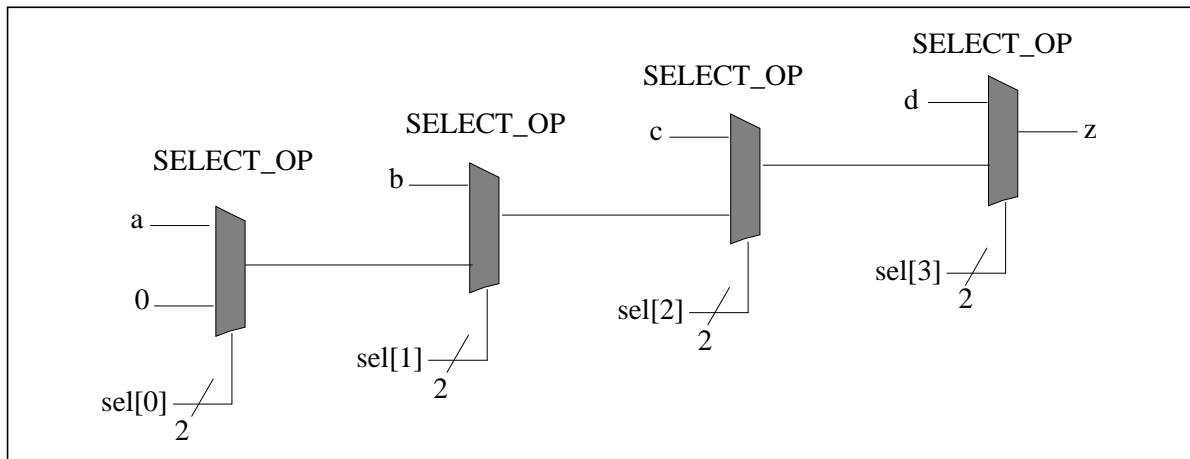 SELECT_OP
d
z
SELECT_OP
c
SELECT_OP
b
SELECT_OP
a
0
sel[3]
2
sel[2]
2
sel[1]
2
sel[0]
2